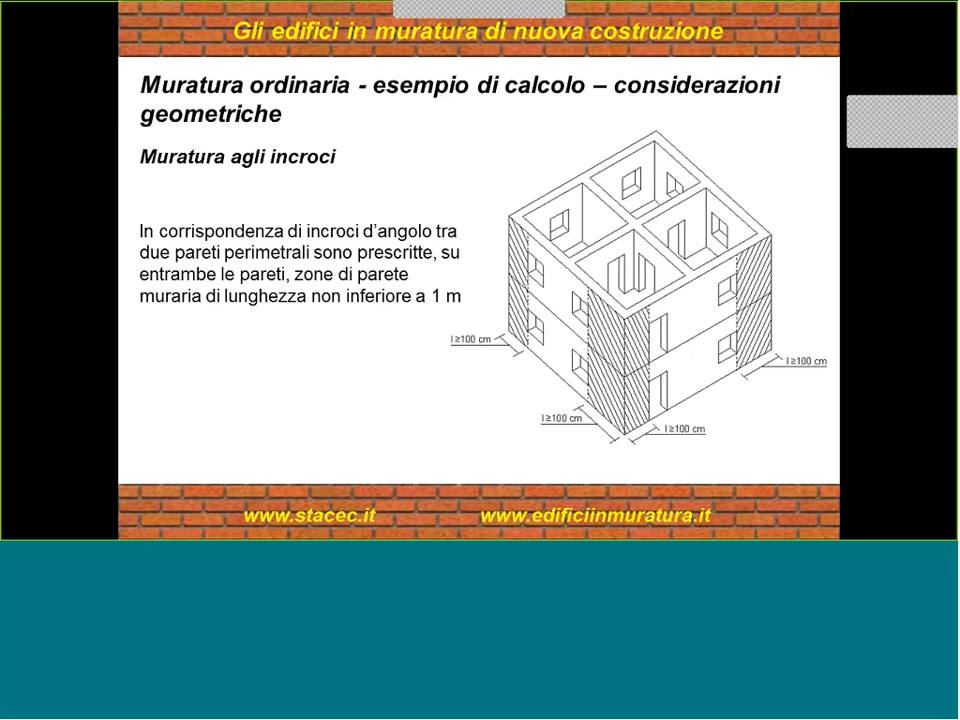 Gli edifici in muratura di nuova costruzione
Muratura ordinaria - esempio di calcolo – considerazioni
geometriche
Muratura agli incroci
In corrispondenza di incroci d'angolo tra
due pareti perimetrali sono prescritte, su
entrambe le pareti, zone di parete
muraria di lunghezza non inferiore a 1 m
l≥100 cm
l≥100 cm
l≥100 cm
l≥100 cm
www.stacec.it
www.edificiinmuratura.it